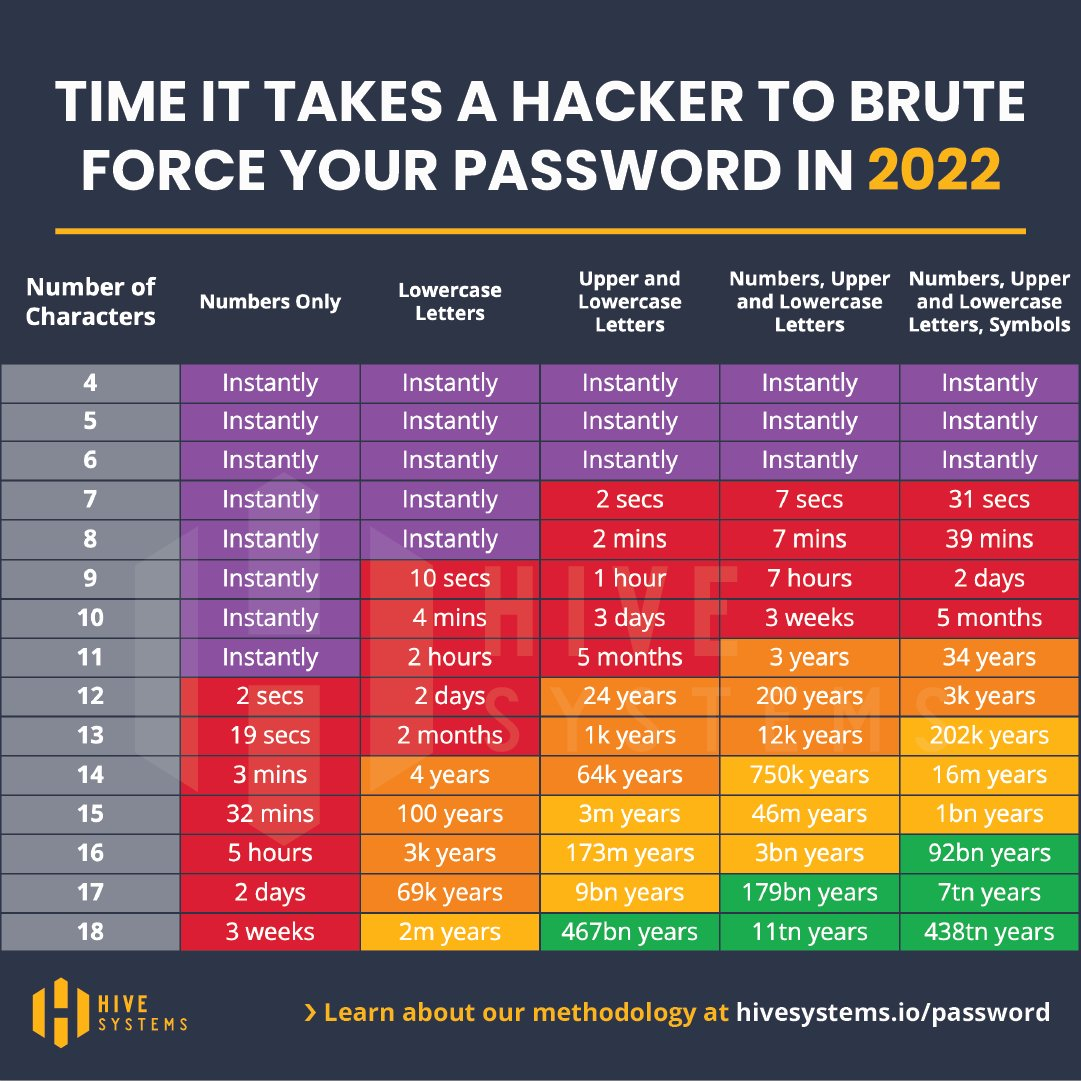 TIME IT TAKES A HACKER TO BRUTE
FORCE YOUR PASSWORD IN 2022
Number of Characters | Numbers Only | Lowercase Letters | Upper and Lowercase Letters | Numbers, Upper and Lowercase Letters | Numbers, Upper and Lowercase Letters, Symbols
4 | Instantly | Instantly | Instantly | Instantly | Instantly
5 | Instantly | Instantly | Instantly | Instantly | Instantly
6 | Instantly | Instantly | Instantly | Instantly | Instantly
7 | Instantly | Instantly | 2 secs | 7 secs | 31 secs
8 | Instantly | Instantly | 2 mins | 7 mins | 39 mins
9 | Instantly | 10 secs | 1 hour | 7 hours | 2 days
10 | Instantly | 4 mins | 3 days | 3 weeks | 5 months
11 | Instantly | 2 hours | 5 months | 3 years | 34 years
12 | 2 secs | 2 days | 24 years | 200 years | 3k years
13 | 19 secs | 2 months | 1k years | 12k years | 202k years
14 | 3 mins | 4 years | 64k years | 750k years | 16m years
15 | 32 mins | 100 years | 3m years | 46m years | 1bn years
16 | 5 hours | 3k years | 173m years | 3bn years | 92bn years
17 | 2 days | 69k years | 9bn years | 179bn years | 7tn years
18 | 3 weeks | 2m years | 467bn years | 11tn years | 438tn years
HIVE
SYSTEMS
HIVE
SYSTEMS
› Learn about our methodology at hivesystems.io/password